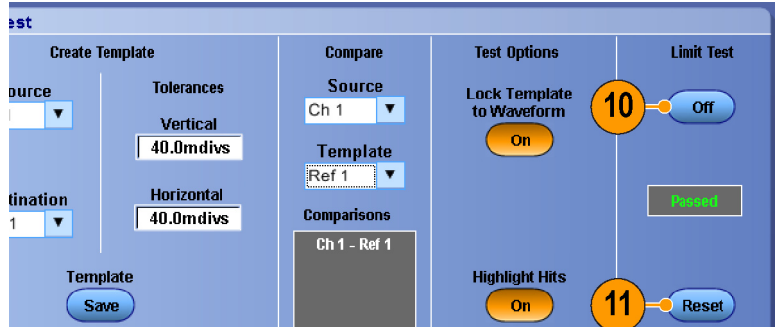 est
Create Template
Compare
Test Options
Limit Test
ource
Tolerances
Vertical
40.0mdivs
Horizontal
40.0mdivs
tination
1
Template
Save
Source
Ch 1
Template
Ref 1
Comparisons
Ch 1 - Ref 1
Lock Template
to Waveform
On
Highlight Hits
On
10
Off
Passed
11
Reset